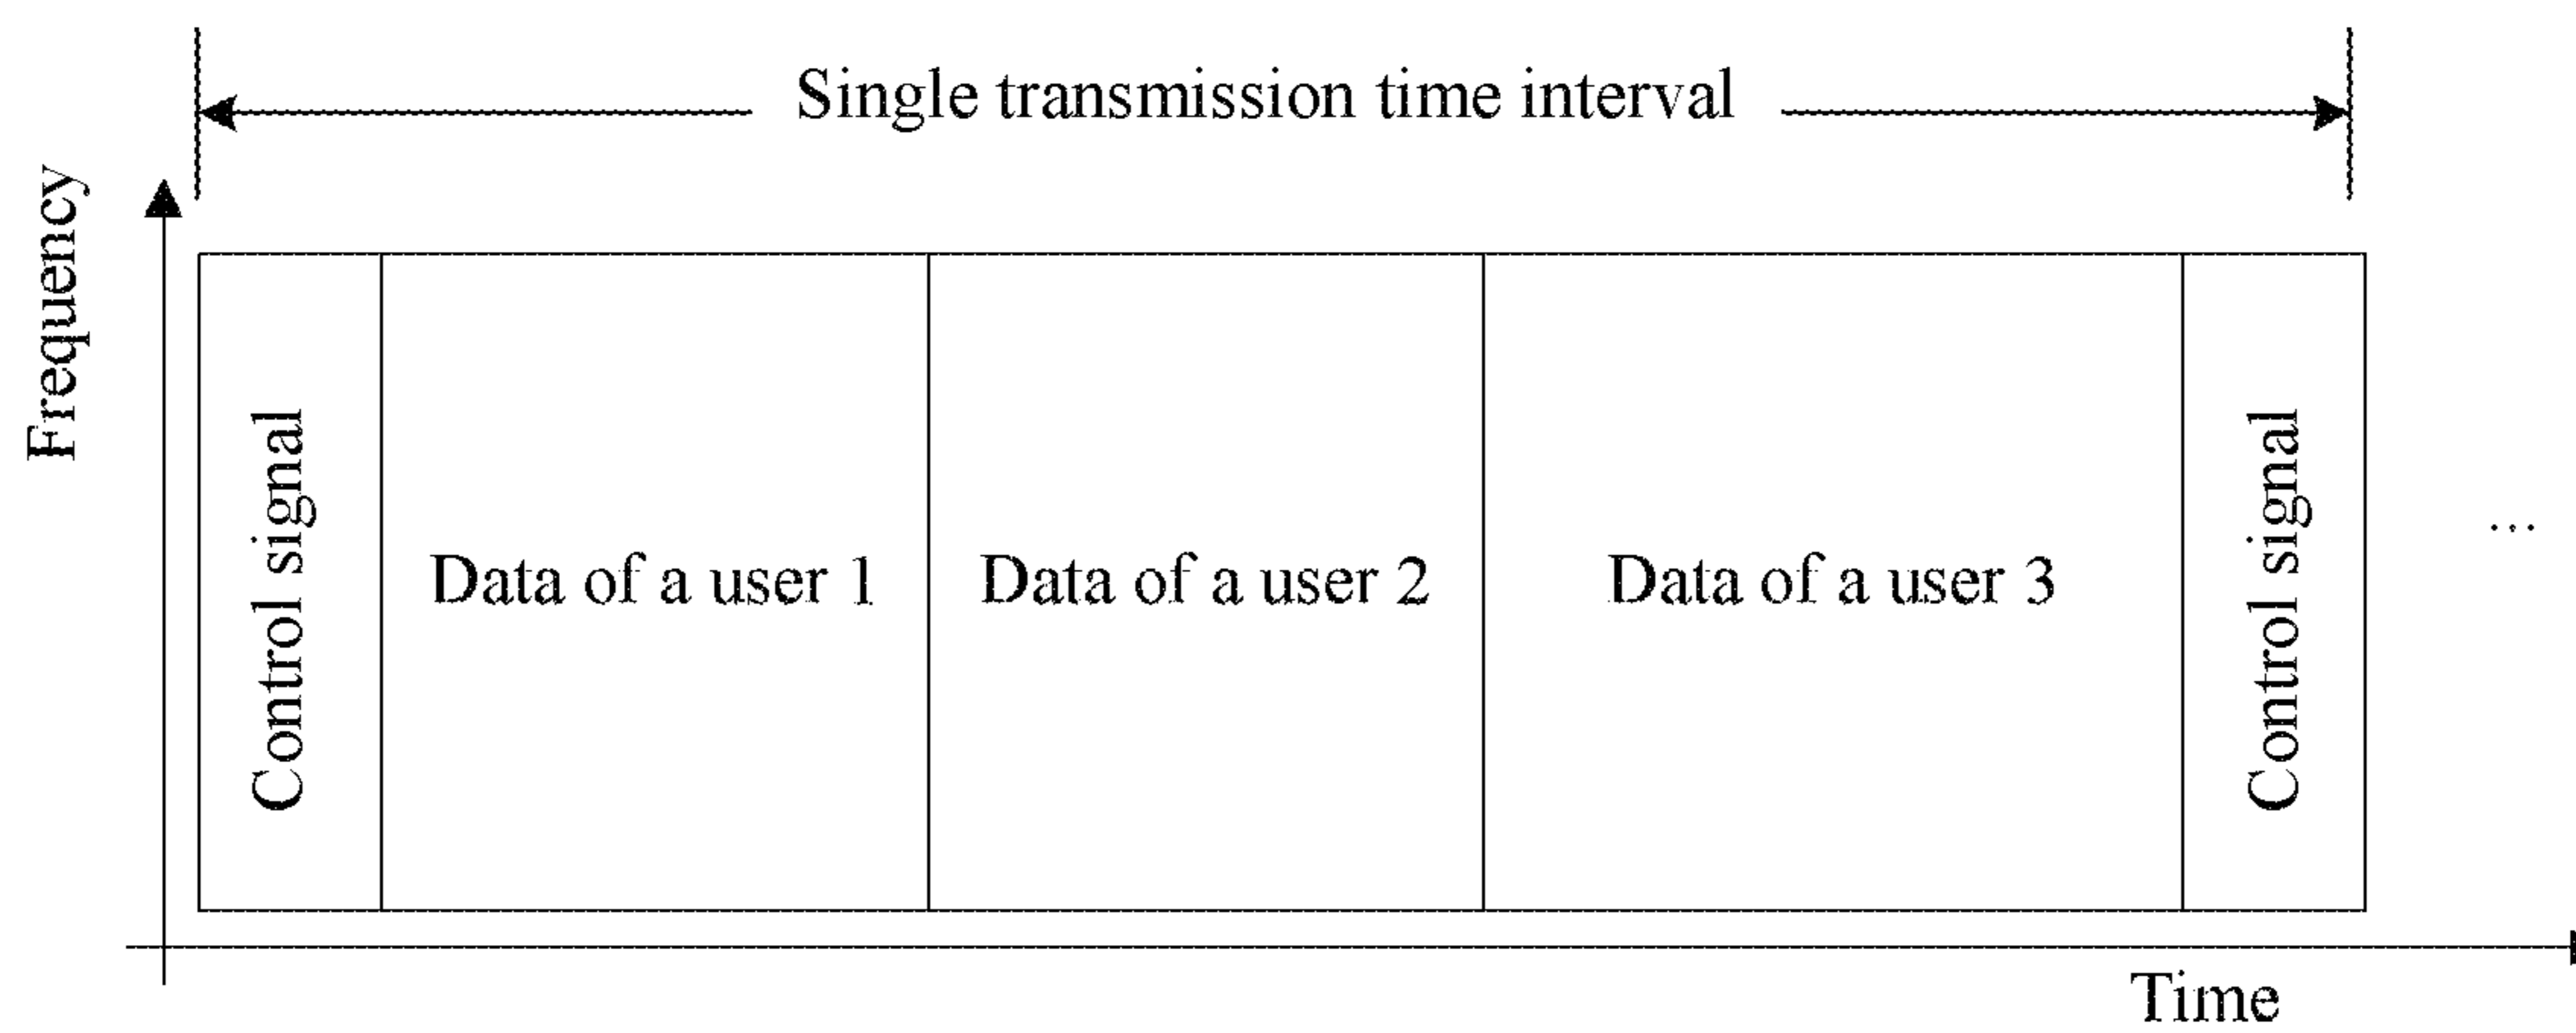 Single transmission time interval
Frequency
Control signal
Data of a user 1
Data of a user 2
Data of a user 3
Control signal
...
Time